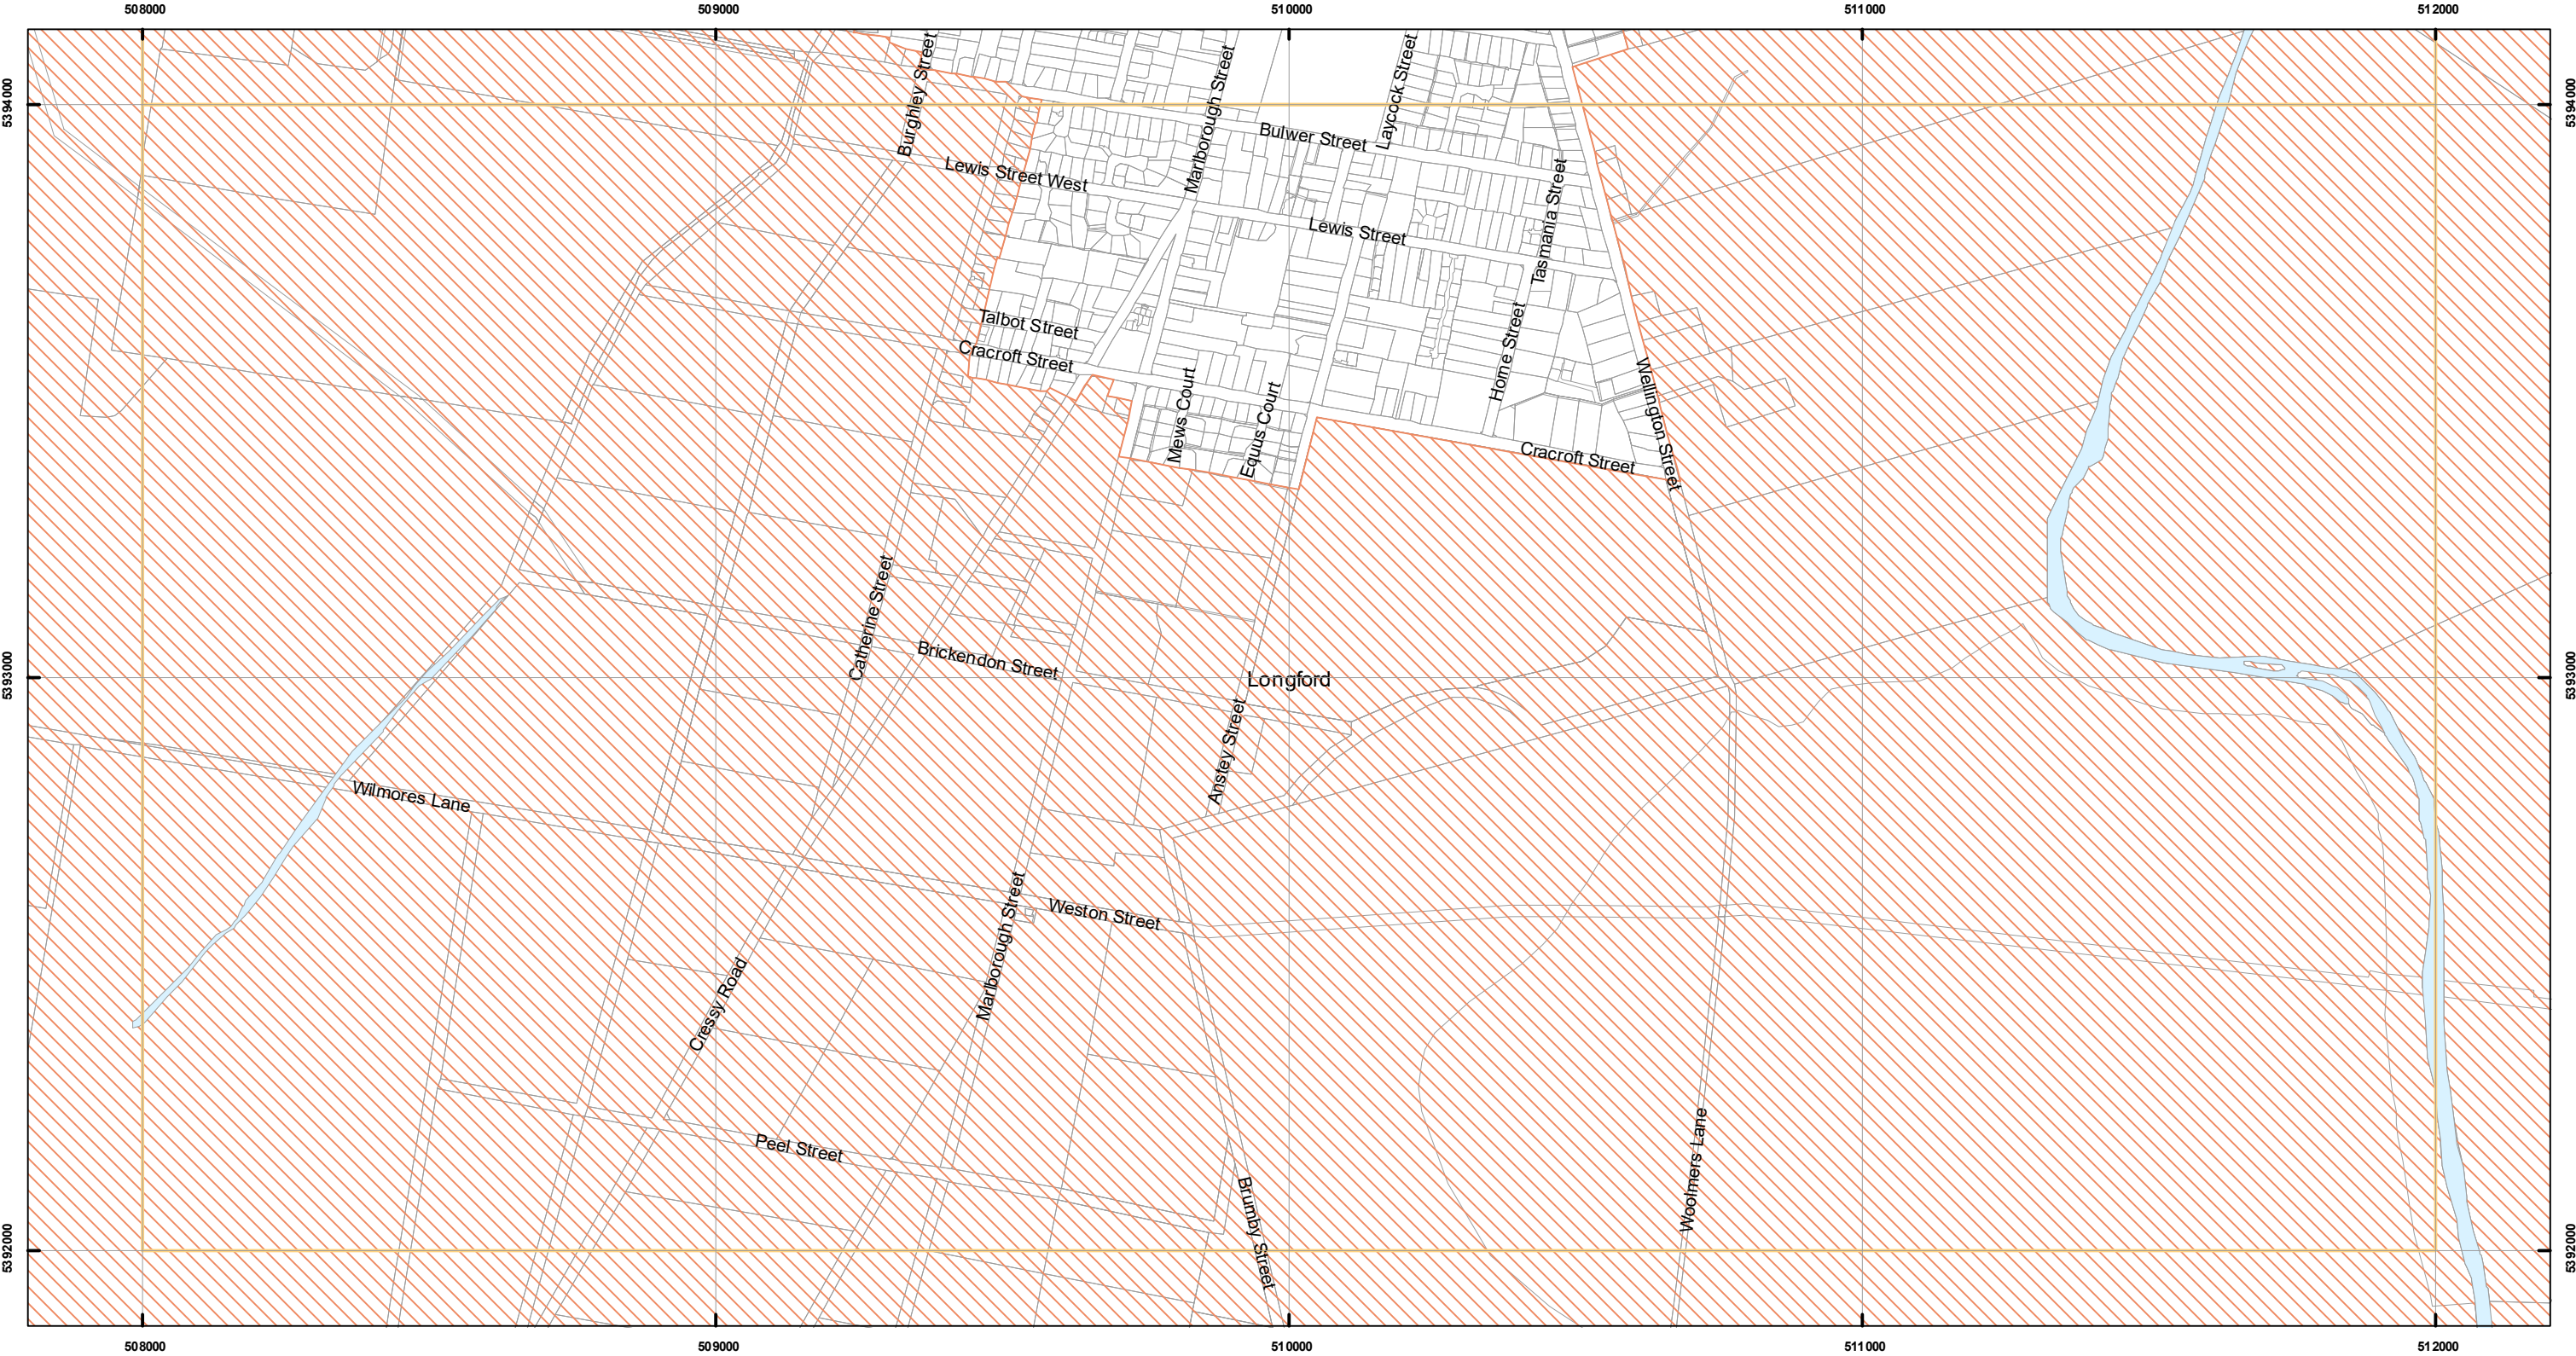 508000 509000 510000 511000 512000
5394000
5394000
Burghley Street
Marlborough Street
Laycock Street
Bulwer Street
Lewis Street West
Lewis Street
Tasmania Street
Talbot Street
Cracroft Street
Home Street
Mews Court
Equus Court
Wellington Street
Cracroft Street
Catherine Street
Brickendon Street
5393000
Longford
5393000
Anstey Street
Wilmores Lane
Marlborough Street
Weston Street
Cressy Road
Peel Street
Woolmers Lane
Brumby Street
5392000
5392000
508000 509000 510000 511000 512000